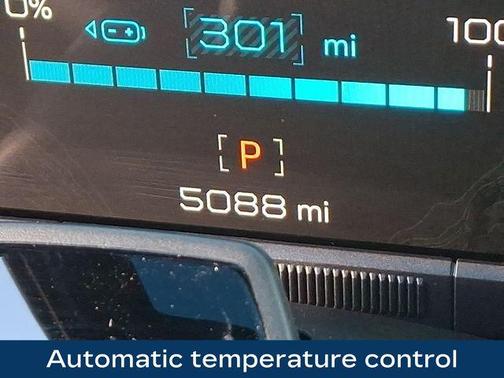 0% 301 mi 100
P
5088 mi
Automatic temperature control